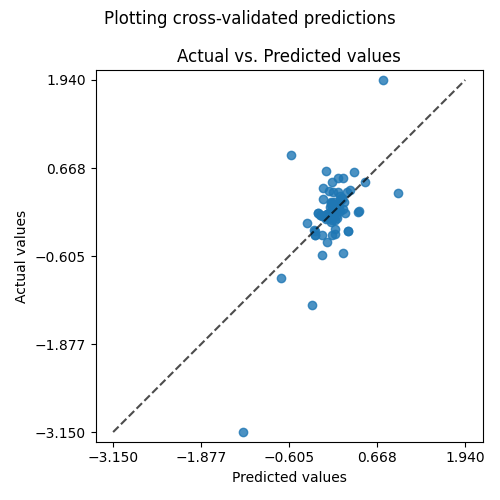 Plotting cross-validated predictions
Actual vs. Predicted values
1.940
0.668
−0.605
−1.877
−3.150
Actual values
−3.150 −1.877 −0.605 0.668 1.940
Predicted values